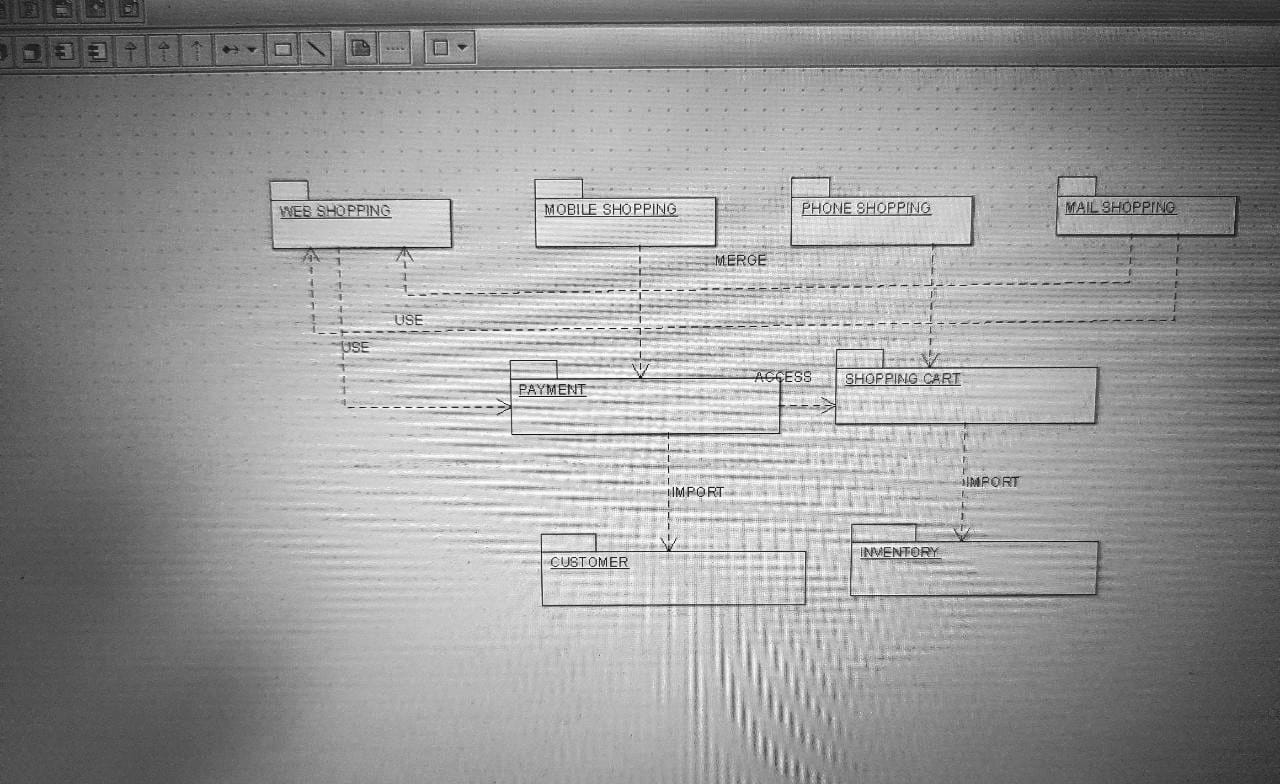 WEB SHOPPING
MOBILE SHOPPING
PHONE SHOPPING
MAIL SHOPPING
MERGE
USE
USE
PAYMENT
ACCESS
SHOPPING CART
IMPORT
IMPORT
CUSTOMER
INVENTORY